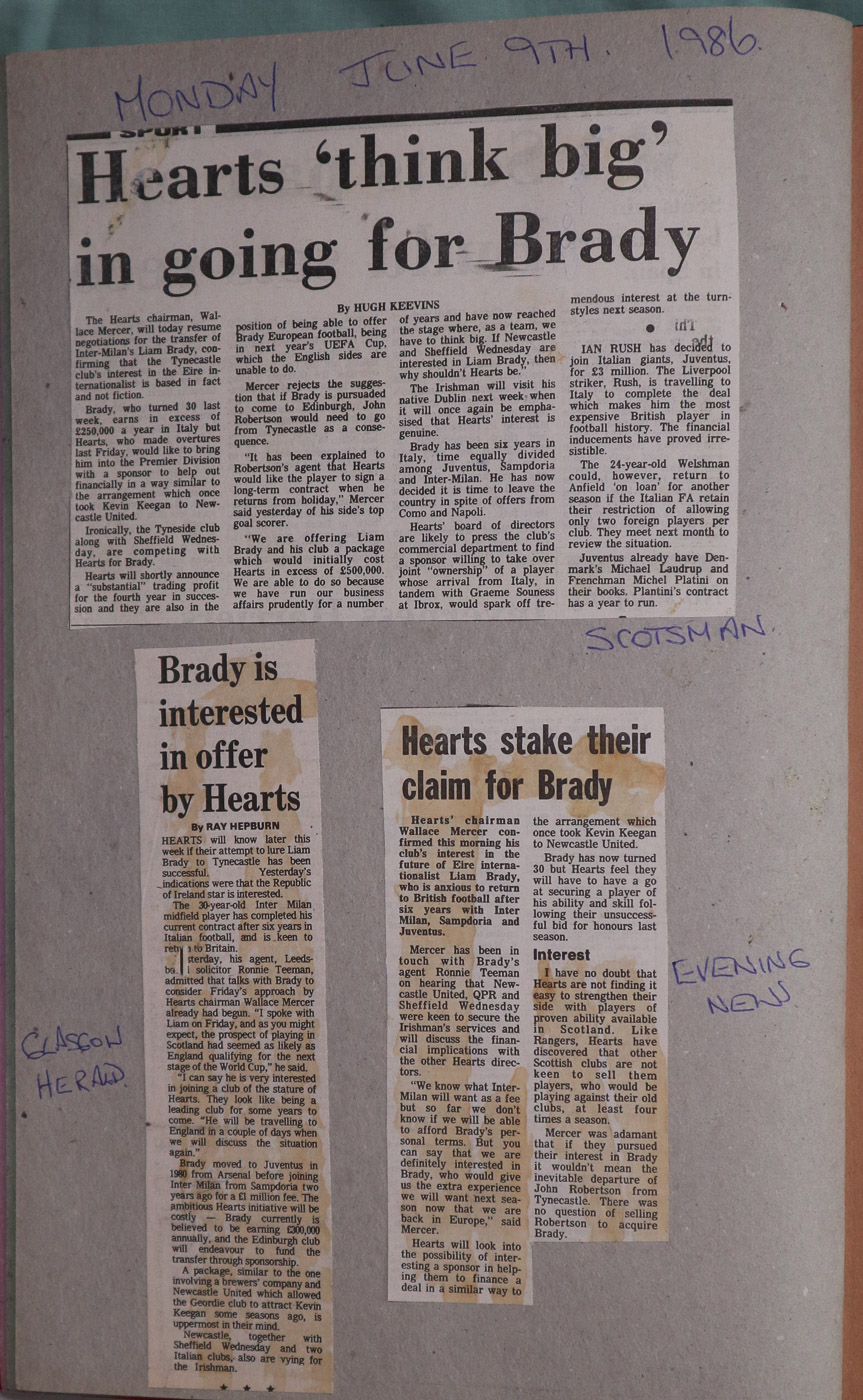 MONDAY JUNE 9TH. 1986.
SPORT
Hearts ‘think big’
in going for Brady
By HUGH KEEVINS
The Hearts chairman, Wal-
lace Mercer, will today resume
negotiations for the transfer of
Inter-Milan's Liam Brady, con-
firming that the Tynecastle
club's interest in the Eire in-
ternationalist is based in fact
and not fiction.
Brady, who turned 30 last
week, earns in excess of
£250,000 a year in Italy but
Hearts, who made overtures
last Friday, would like to bring
him into the Premier Division
with a sponsor to help out
financially in a way similar to
the arrangement which once
took Kevin Keegan to New-
castle United.
Ironically, the Tyneside club
along with Sheffield Wednes-
day, are competing with
Hearts for Brady.
Hearts will shortly announce
a “substantial” trading profit
for the fourth year in succes-
sion and they are also in the
position of being able to offer
Brady European football, being
in next year's UEFA Cup,
which the English sides are
unable to do.
Mercer rejects the sugges-
tion that if Brady is pursuaded
to come to Edinburgh, John
Robertson would need to go
from Tynecastle as a conse-
quence.
“It has been explained to
Robertson's agent that Hearts
would like the player to sign a
long-term contract when he
returns from holiday,” Mercer
said yesterday of his side's top
goal scorer.
“We are offering Liam
Brady and his club a package
which would initially cost
Hearts in excess of £500,000.
We are able to do so because
we have run our business
affairs prudently for a number
of years and have now reached
the stage where, as a team, we
have to think big. If Newcastle
and Sheffield Wednesday are
interested in Liam Brady, then
why shouldn't Hearts be.”
The Irishman will visit his
native Dublin next week when
it will once again be empha-
sised that Hearts' interest is
genuine.
Brady has been six years in
Italy, time equally divided
among Juventus, Sampdoria
and Inter-Milan. He has now
decided it is time to leave the
country in spite of offers from
Como and Napoli.
Hearts' board of directors
are likely to press the club's
commercial department to find
a sponsor willing to take over
joint “ownership” of a player
whose arrival from Italy, in
tandem with Graeme Souness
at Ibrox, would spark off tre-
mendous interest at the turn-
styles next season.
IAN RUSH has decided to
join Italian giants, Juventus,
for £3 million. The Liverpool
striker, Rush, is travelling to
Italy to complete the deal
which makes him the most
expensive British player in
football history. The financial
inducements have proved irre-
sistible.
The 24-year-old Welshman
could, however, return to
Anfield ‘on loan’ for another
season if the Italian FA retain
their restriction of allowing
only two foreign players per
club. They meet next month to
review the situation.
Juventus already have Den-
mark's Michael Laudrup and
Frenchman Michel Platini on
their books. Plantini's contract
has a year to run.
SCOTSMAN.
Brady is
interested
in offer
by Hearts
By RAY HEPBURN
HEARTS will know later this
week if their attempt to lure Liam
Brady to Tynecastle has been
successful. Yesterday's
indications were that the Republic
of Ireland star is interested.
The 30-year-old Inter Milan
midfield player has completed his
current contract after six years in
Italian football, and is keen to
to Britain.
his agent, Leeds-
solicitor Ronnie Teeman,
admitted that talks with Brady to
consider Friday's approach by
Hearts chairman Wallace Mercer
already had begun. “I spoke with
Liam on Friday, and as you might
expect, the prospect of playing in
Scotland had seemed as likely as
England qualifying for the next
stage of the World Cup,” he said.
“I can say he is very interested
in joining a club of the stature of
Hearts. They look like being a
leading club for some years to
come. “He will be travelling to
England in a couple of days when
we will discuss the situation
again.”
Brady moved to Juventus in
1980 from Arsenal before joining
Inter Milan from Sampdoria two
years ago for a £1 million fee. The
ambitious Hearts initiative will be
costly — Brady currently is
believed to be earning £300,000
annually, and the Edinburgh club
will endeavour to fund the
transfer through sponsorship.
A package, similar to the one
involving a brewers' company and
Newcastle United which allowed
the Geordie club to attract Kevin
Keegan some seasons ago, is
uppermost in their mind.
Newcastle, together with
Sheffield Wednesday and two
Italian clubs, also are vying for
the Irishman.
GLASGOW
HERALD.
Hearts stake their
claim for Brady
Hearts' chairman
Wallace Mercer con-
firmed this morning his
club's interest in the
future of Eire interna-
tionalist Liam Brady,
who is anxious to return
to British football after
six years with Inter
Milan, Sampdoria and
Juventus.
Mercer has been in
touch with Brady's
agent Ronnie Teeman
on hearing that New-
castle United, QPR and
Sheffield Wednesday
were keen to secure the
Irishman's services and
will discuss the finan-
cial implications with
the other Hearts direc-
tors.
“We know what Inter-
Milan will want as a fee
but so far we don't
know if we will be able
to afford Brady's per-
sonal terms. But you
can say that we are
definitely interested in
Brady, who would give
us the extra experience
we will want next sea-
son now that we are
back in Europe,” said
Mercer.
Hearts will look into
the possibility of inter-
esting a sponsor in help-
ing them to finance a
deal in a similar way to
the arrangement which
once took Kevin Keegan
to Newcastle United.
Brady has now turned
30 but Hearts feel they
will have to have a go
at securing a player of
his ability and skill fol-
lowing their unsuccess-
ful bid for honours last
season.
Interest
I have no doubt that
Hearts are not finding it
easy to strengthen their
side with players of
proven ability available
in Scotland. Like
Rangers, Hearts have
discovered that other
Scottish clubs are not
keen to sell them
players, who would be
playing against their old
clubs, at least four
times a season.
Mercer was adamant
that if they pursued
their interest in Brady
it wouldn't mean the
inevitable departure of
John Robertson from
Tynecastle. There was
no question of selling
Robertson to acquire
Brady.
EVENING
NEWS.